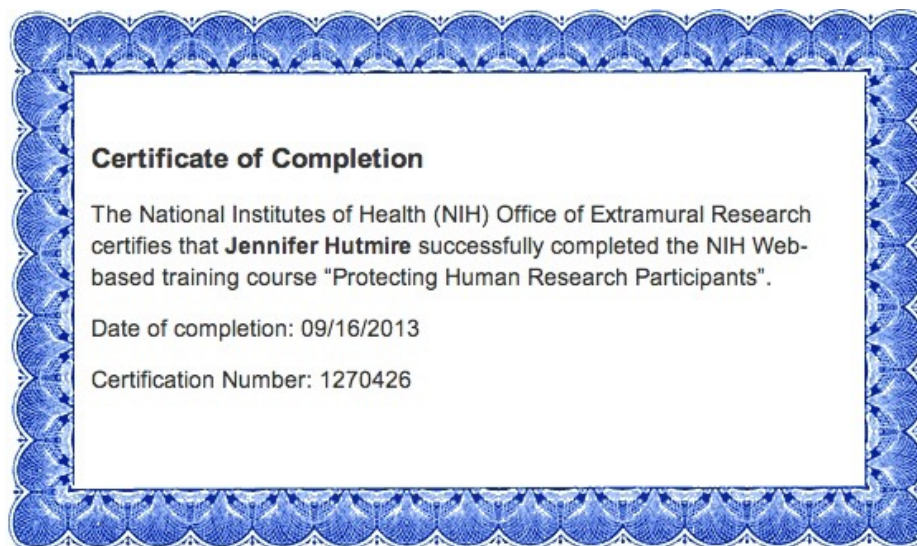 Certificate of Completion
The National Institutes of Health (NIH) Office of Extramural Research
certifies that Jennifer Hutmire successfully completed the NIH Web-
based training course “Protecting Human Research Participants”.
Date of completion: 09/16/2013
Certification Number: 1270426